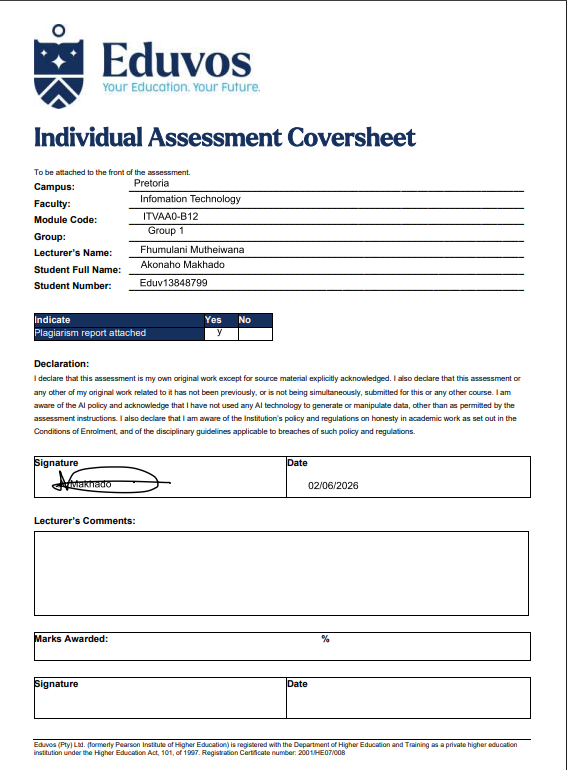 Eduvos
Your Education. Your Future.
Individual Assessment Coversheet
To be attached to the front of the assessment.
Campus: Pretoria
Faculty: Infomation Technology
Module Code: ITVAA0-B12
Group: Group 1
Lecturer's Name: Fhumulani Mutheiwana
Student Full Name: Akonaho Makhado
Student Number: Eduv13848799
Indicate Yes No
Plagiarism report attached y
Declaration:
I declare that this assessment is my own original work except for source material explicitly acknowledged. I also declare that this assessment or
any other of my original work related to it has not been previously, or is not being simultaneously, submitted for this or any other course. I am
aware of the AI policy and acknowledge that I have not used any AI technology to generate or manipulate data, other than as permitted by the
assessment instructions. I also declare that I am aware of the Institution's policy and regulations on honesty in academic work as set out in the
Conditions of Enrolment, and of the disciplinary guidelines applicable to breaches of such policy and regulations.
Signature Date
Makhado 02/06/2026
Lecturer's Comments:
Marks Awarded: %
Signature Date
Eduvos (Pty) Ltd. (formerly Pearson Institute of Higher Education) is registered with the Department of Higher Education and Training as a private higher education
institution under the Higher Education Act, 101, of 1997. Registration Certificate number: 2001/HE07/008